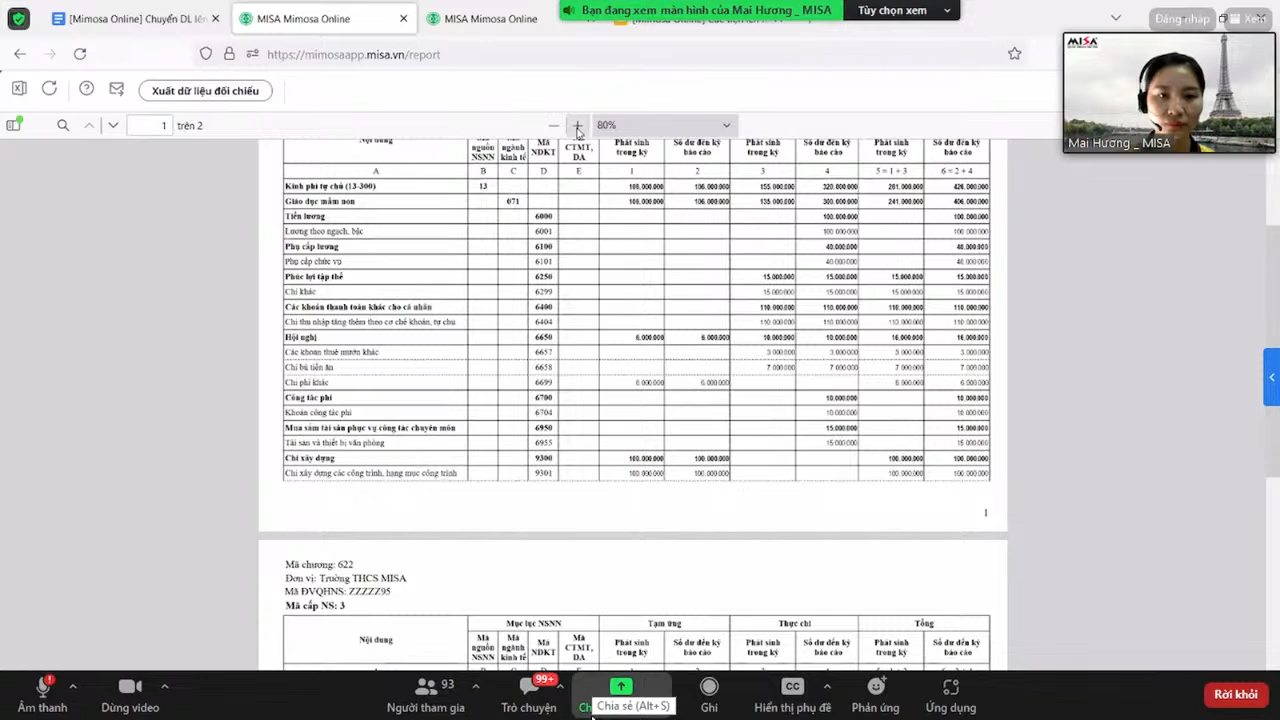 Bạn đang xem màn hình của Mai Hương _ MISA
Tùy chọn xem
[Mimosa Online] Chuyển DL lên
MISA Mimosa Online
MISA Mimosa Online
Đăng nhập
Xem
https://mimosaapp.misa.vn/report
Xuất dữ liệu đối chiếu
1 trên 2
80%
MISA
Mai Hương _ MISA
Nội dung
Mã nguồn NSNN
Mã ngành kinh tế
Mã NDKT
Mã CTMT, DA
Phát sinh trong kỳ
Số dư đến kỳ báo cáo
Phát sinh trong kỳ
Số dư đến kỳ báo cáo
Phát sinh trong kỳ
Số dư đến kỳ báo cáo
A B C D E 1 2 3 4 5 = 1 + 3 6 = 2 + 4
Kinh phí tự chủ (13-300) 13 106.000.000 106.000.000 155.000.000 320.000.000 261.000.000 426.000.000
Giáo dục mầm non 071 106.000.000 106.000.000 135.000.000 300.000.000 241.000.000 406.000.000
Tiền lương 6000 100.000.000 100.000.000
Lương theo ngạch, bậc 6001 100.000.000 100.000.000
Phụ cấp lương 6100 40.000.000 40.000.000
Phụ cấp chức vụ 6101 40.000.000 40.000.000
Phúc lợi tập thể 6250 15.000.000 15.000.000 15.000.000 15.000.000
Chi khác 6299 15.000.000 15.000.000 15.000.000 15.000.000
Các khoản thanh toán khác cho cá nhân 6400 110.000.000 110.000.000 110.000.000 110.000.000
Chi thu nhập tăng thêm theo cơ chế khoán, tự chủ 6404 110.000.000 110.000.000 110.000.000 110.000.000
Hội nghị 6650 6.000.000 6.000.000 10.000.000 10.000.000 16.000.000 16.000.000
Các khoản thuê mướn khác 6657 3.000.000 3.000.000 3.000.000 3.000.000
Chi bù tiền ăn 6658 7.000.000 7.000.000 7.000.000 7.000.000
Chi phí khác 6699 6.000.000 6.000.000 6.000.000 6.000.000
Công tác phí 6700 10.000.000 10.000.000
Khoán công tác phí 6704 10.000.000 10.000.000
Mua sắm tài sản phục vụ công tác chuyên môn 6950 15.000.000 15.000.000
Tài sản và thiết bị văn phòng 6955 15.000.000 15.000.000
Chi xây dựng 9300 100.000.000 100.000.000 100.000.000 100.000.000
Chi xây dựng các công trình, hạng mục công trình 9301 100.000.000 100.000.000 100.000.000 100.000.000
1
Mã chương: 622
Đơn vị: Trường THCS MISA
Mã ĐVQHNS: ZZZZZ95
Mã cấp NS: 3
Nội dung
Mục lục NSNN
Tạm ứng
Thực chi
Tổng
Mã nguồn NSNN
Mã ngành kinh tế
Mã NDKT
Mã CTMT, DA
Phát sinh trong kỳ
Số dư đến kỳ báo cáo
Phát sinh trong kỳ
Số dư đến kỳ báo cáo
Phát sinh trong kỳ
Số dư đến kỳ báo cáo
Âm thanh
Dừng video
93
Người tham gia
99+
Trò chuyện
Chia sẻ (Alt+S)
Ghi
CC
Hiển thị phụ đề
Phản ứng
Ứng dụng
Rời khỏi